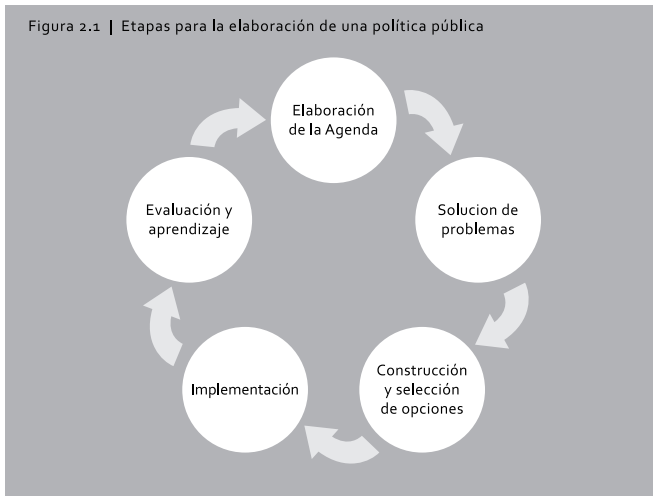 Figura 2.1 | Etapas para la elaboración de una política pública
Elaboración
de la Agenda
Solucion de
problemas
Construcción
y selección
de opciones
Implementación
Evaluación y
aprendizaje